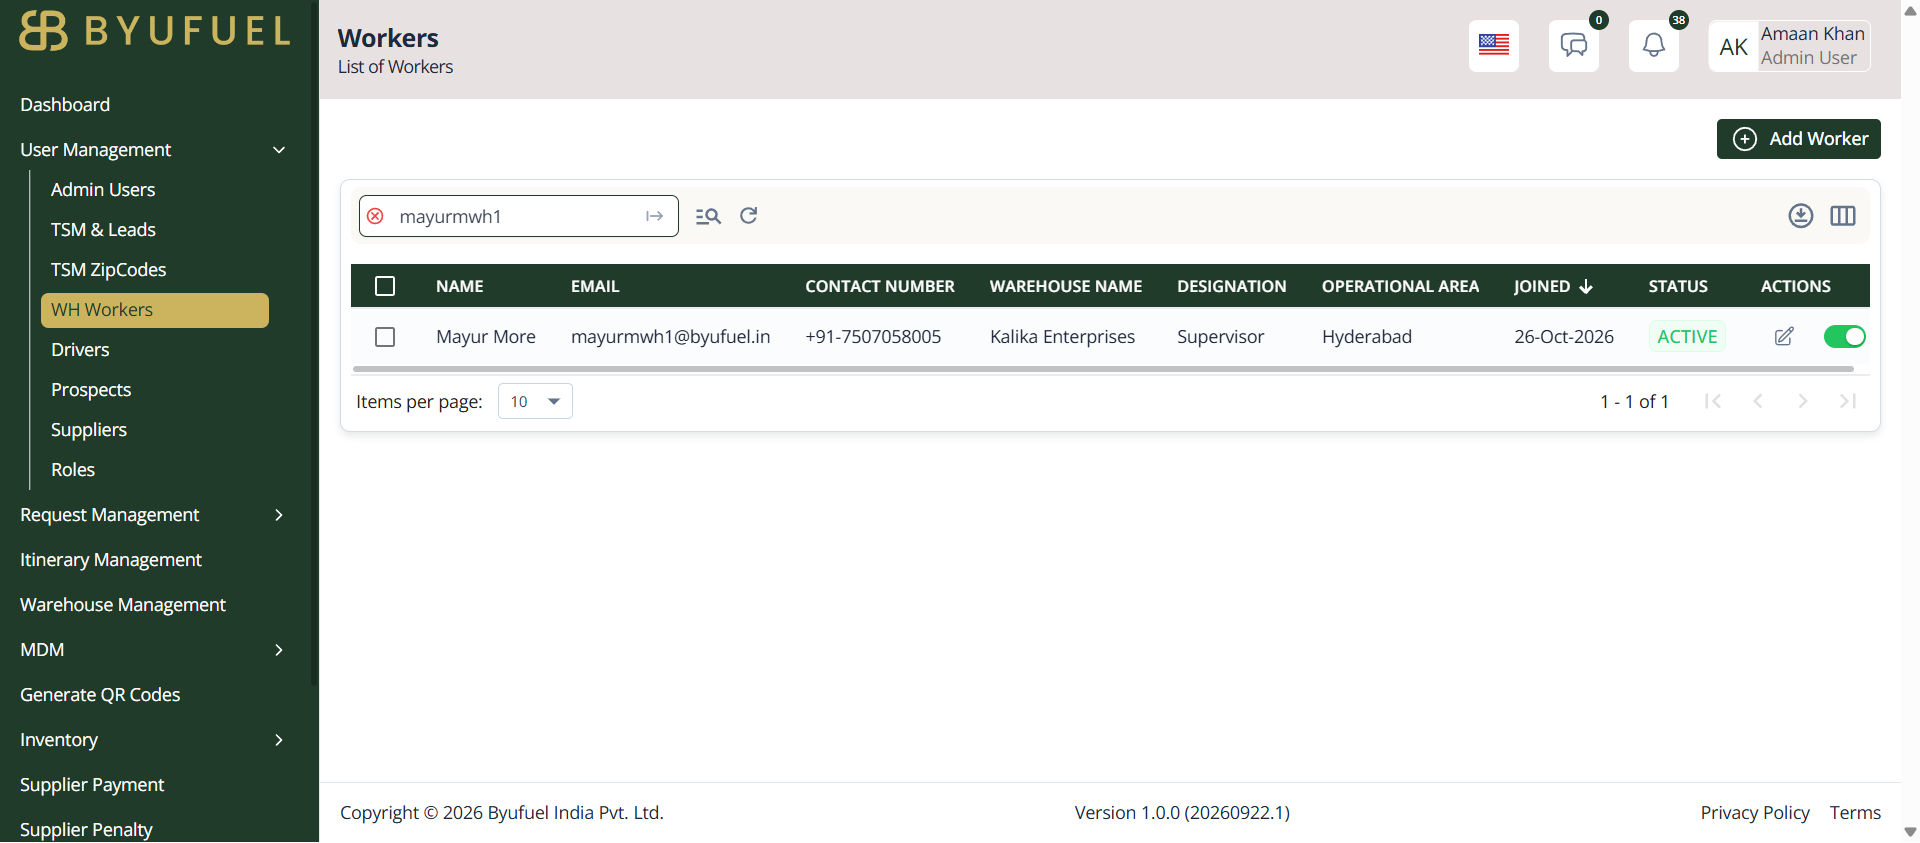 BYUFUEL
Dashboard
User Management
Admin Users
TSM & Leads
TSM ZipCodes
WH Workers
Drivers
Prospects
Suppliers
Roles
Request Management
Itinerary Management
Warehouse Management
MDM
Generate QR Codes
Inventory
Supplier Payment
Supplier Penalty
Workers
List of Workers
0
38
AK
Amaan Khan
Admin User
Add Worker
mayurmwh1
NAME EMAIL CONTACT NUMBER WAREHOUSE NAME DESIGNATION OPERATIONAL AREA JOINED STATUS ACTIONS
Mayur More mayurmwh1@byufuel.in +91-7507058005 Kalika Enterprises Supervisor Hyderabad 26-Oct-2026 ACTIVE
Items per page: 10 1 - 1 of 1
Copyright © 2026 Byufuel India Pvt. Ltd. Version 1.0.0 (20260922.1) Privacy Policy Terms